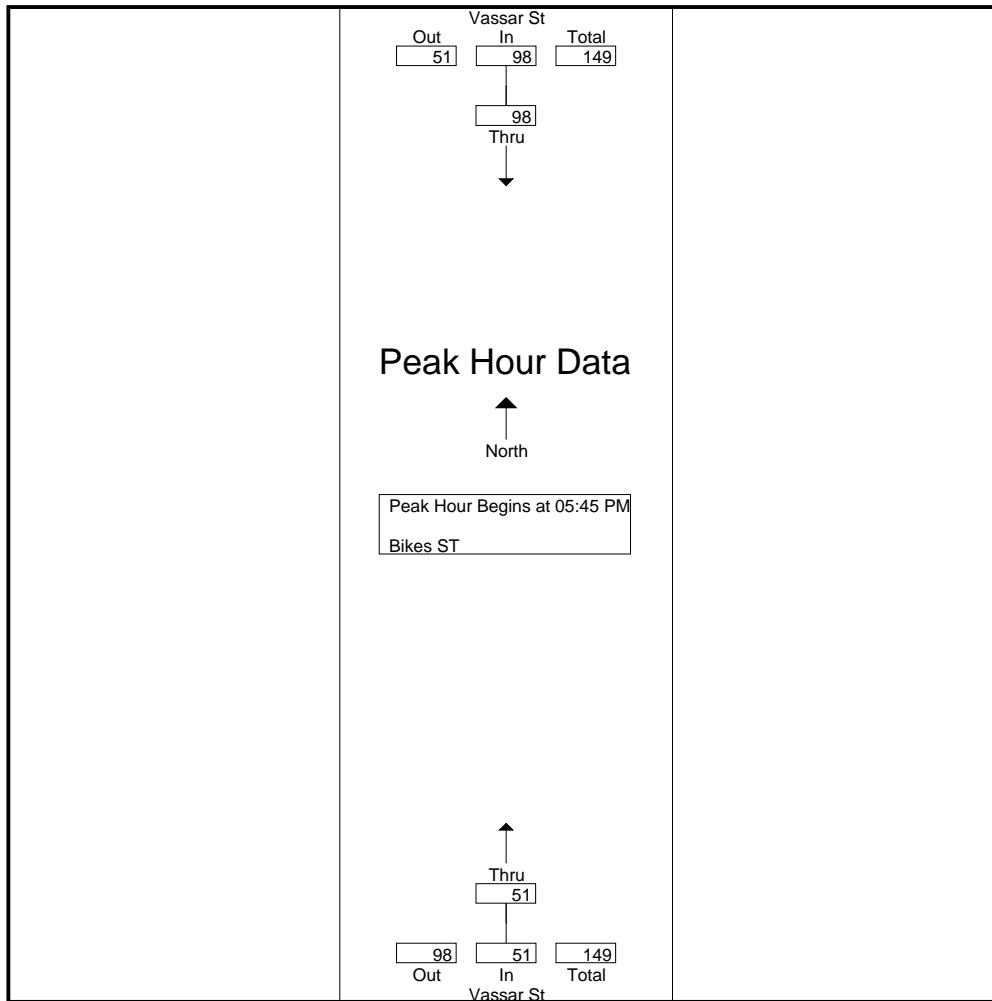 Vassar St
Out In Total
51 98 149
98
Thru
Peak Hour Data
North
Peak Hour Begins at 05:45 PM
Bikes ST
Thru
51
98 51 149
Out In Total
Vassar St